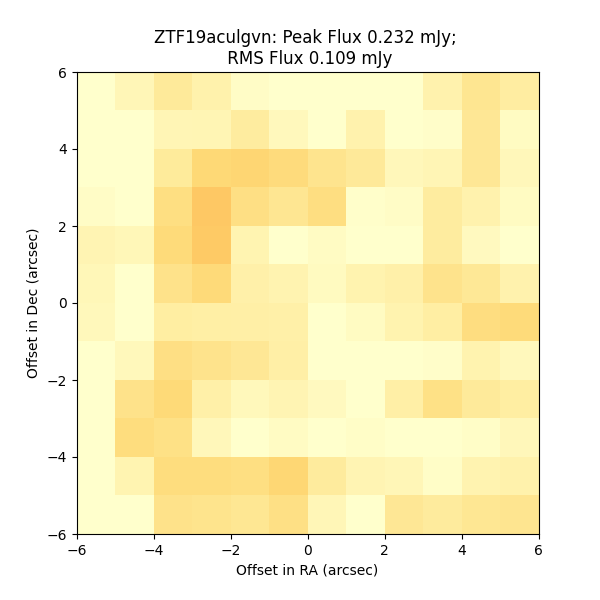 ZTF19aculgvn: Peak Flux 0.232 mJy;
RMS Flux 0.109 mJy
6
4
2
0
−2
−4
−6
Offset in Dec (arcsec)
−6 −4 −2 0 2 4 6
Offset in RA (arcsec)